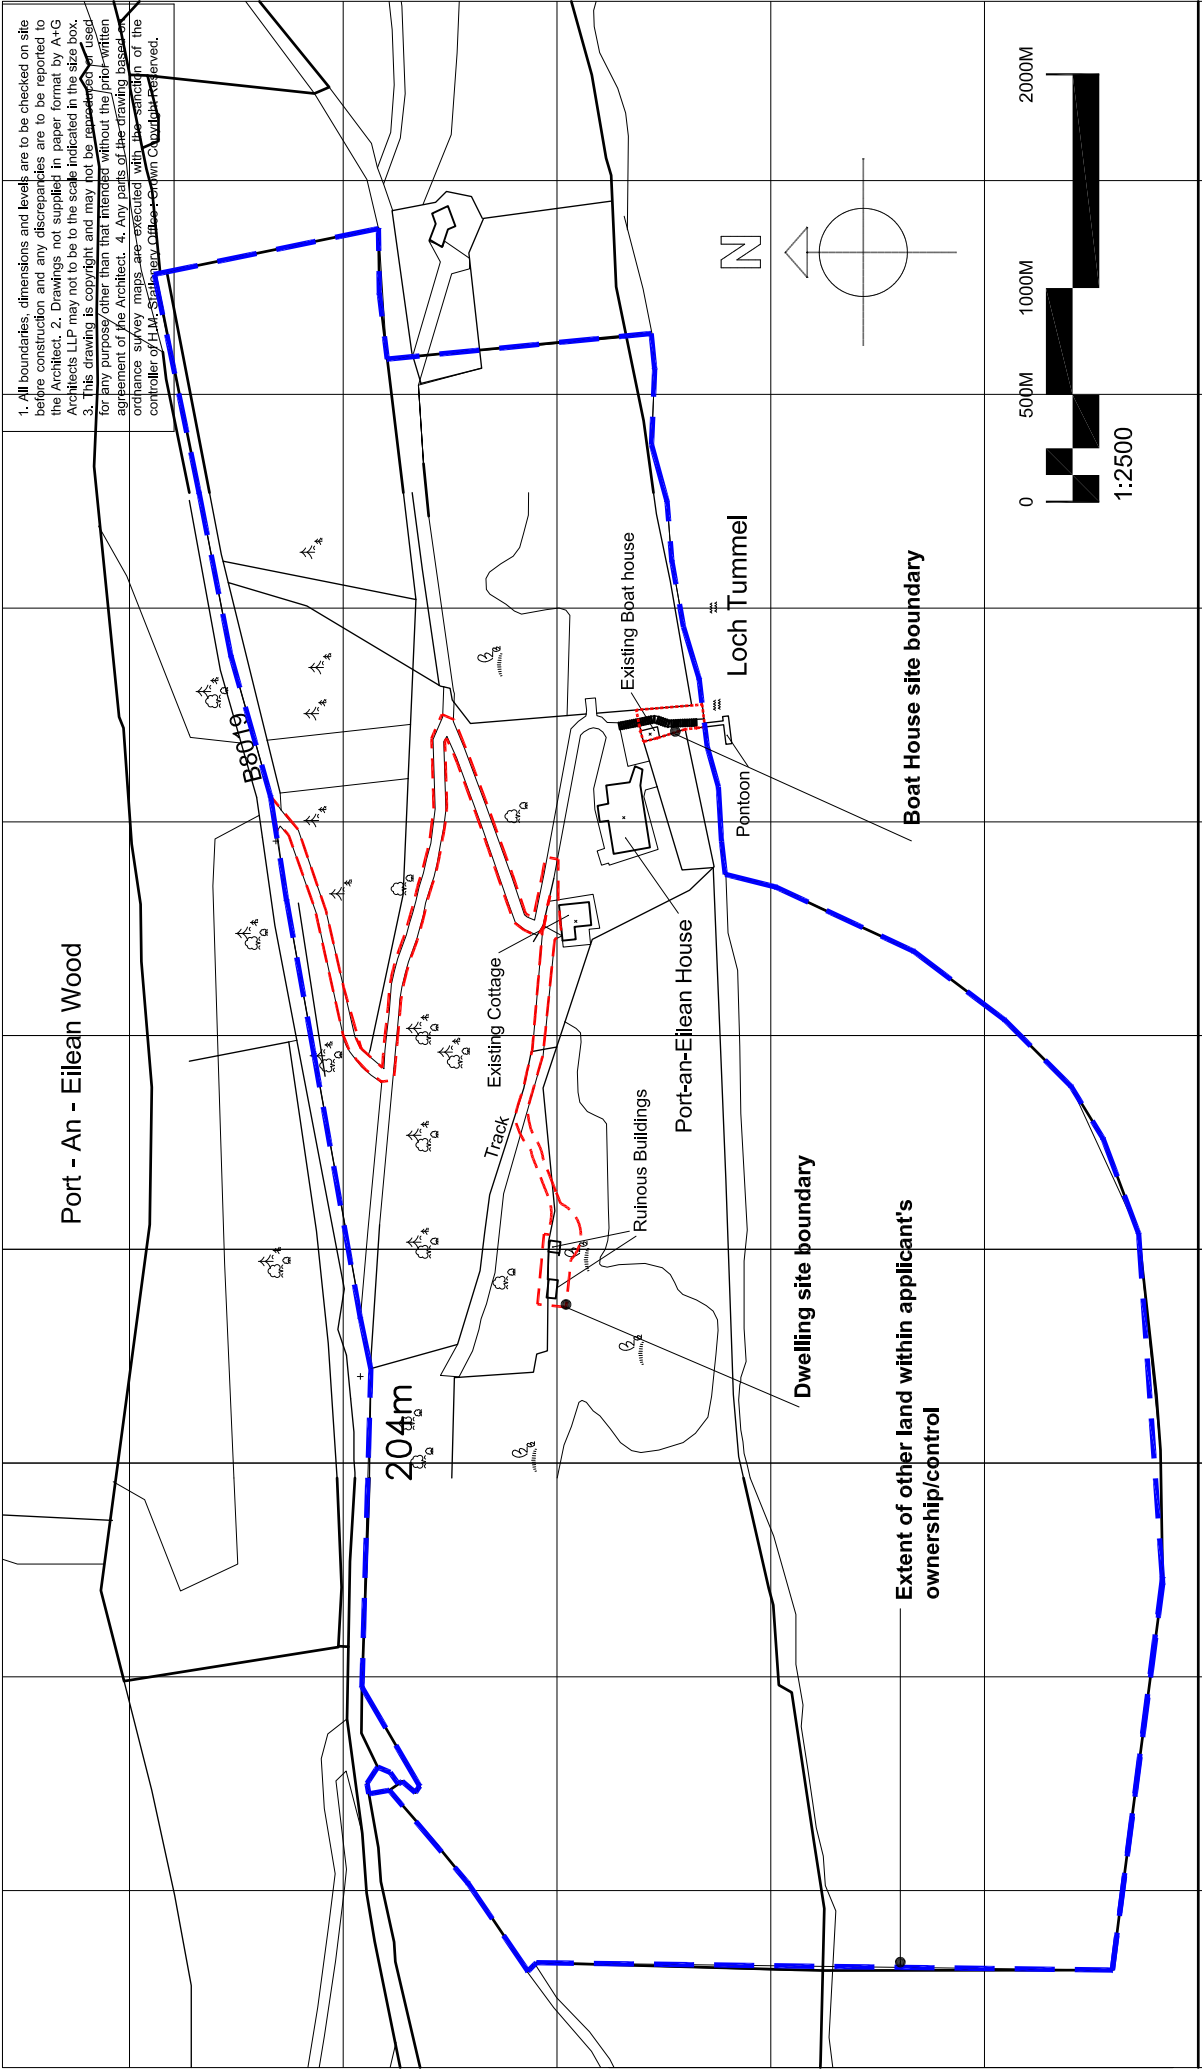 1. All boundaries, dimensions and levels are to be checked on site
before construction and any discrepancies are to be reported to
the Architect. 2. Drawings not supplied in paper format by A+G
Architects LLP may not to be to the scale indicated in the size box.
3. This drawing is copyright and may not be reproduced or used
for any purpose other than that intended without the prior written
agreement of the Architect. 4. Any parts of the drawing based on
ordnance survey maps are executed with the sanction of the
controller of H.M. Stationery Office : Crown Copyright Reserved.
Port - An - Eilean Wood
B8019
204m
Track
Existing Cottage
Ruinous Buildings
Port-an-Eilean House
Existing Boat house
Pontoon
Loch Tummel
Boat House site boundary
Dwelling site boundary
Extent of other land within applicant's
ownership/control
N
0 500M 1000M 2000M
1:2500